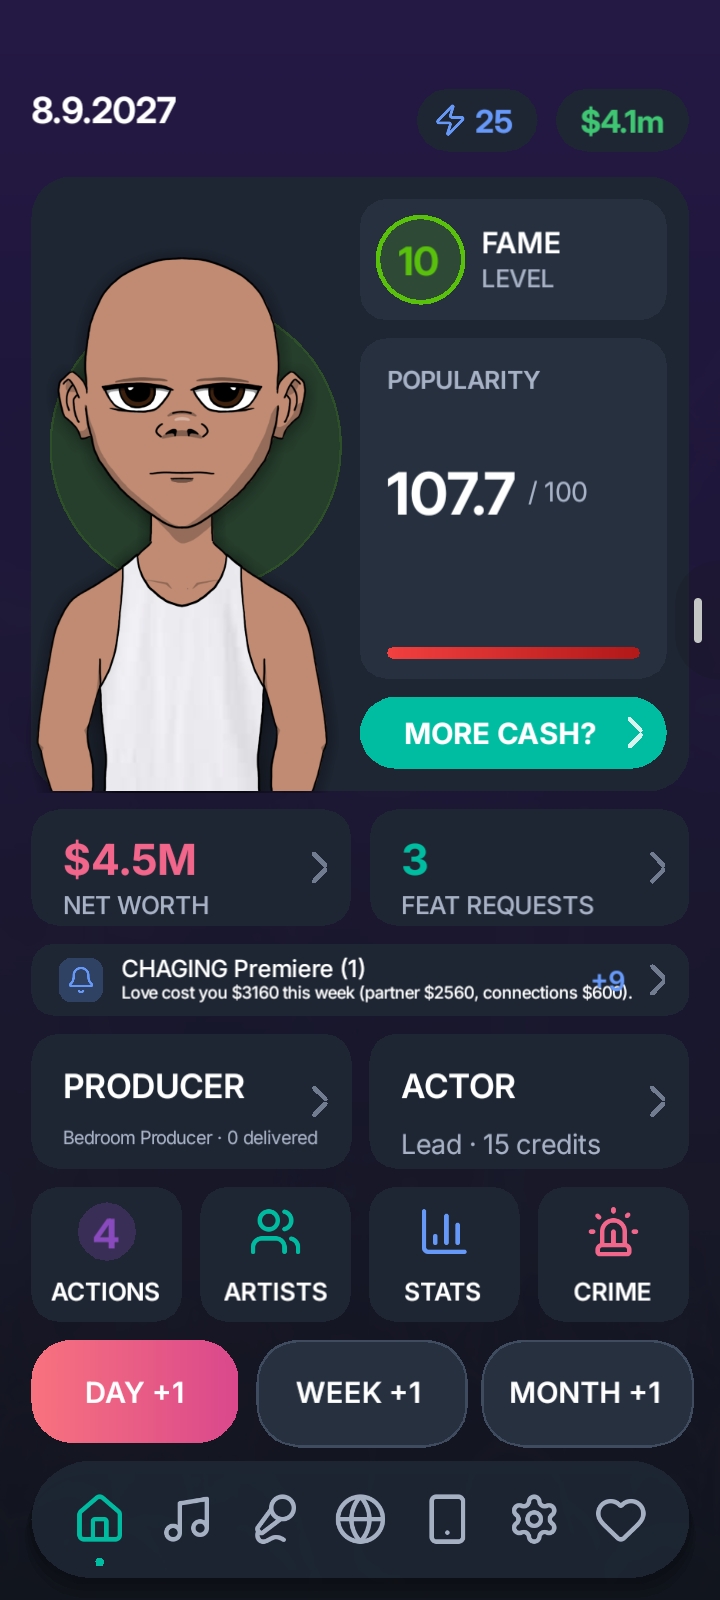 8.9.2027
25
$4.1m
10
FAME
LEVEL
POPULARITY
107.7 / 100
MORE CASH?
$4.5M
NET WORTH
3
FEAT REQUESTS
CHAGING Premiere (1)
Love cost you $3160 this week (partner $2560, connections $600).
+9
PRODUCER
Bedroom Producer · 0 delivered
ACTOR
Lead · 15 credits
4
ACTIONS
ARTISTS
STATS
CRIME
DAY +1
WEEK +1
MONTH +1